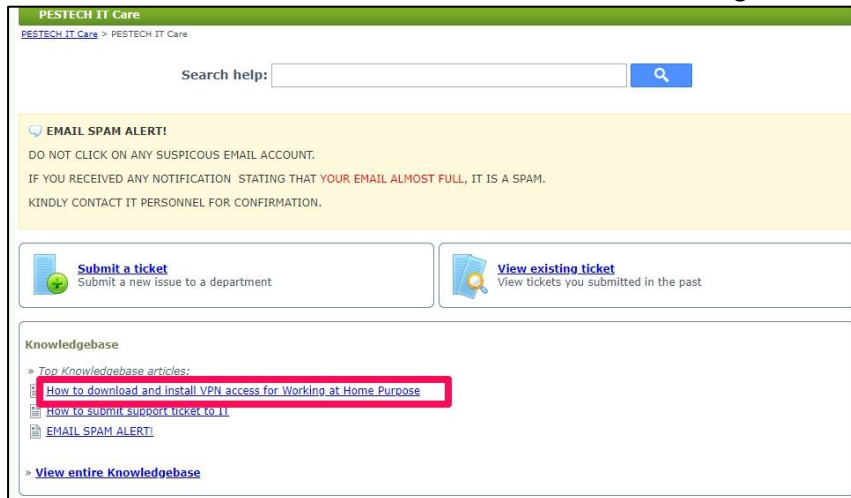 PESTECH IT Care
PESTECH IT Care > PESTECH IT Care
Search help:
EMAIL SPAM ALERT!
DO NOT CLICK ON ANY SUSPICOUS EMAIL ACCOUNT.
IF YOU RECEIVED ANY NOTIFICATION STATING THAT YOUR EMAIL ALMOST FULL, IT IS A SPAM.
KINDLY CONTACT IT PERSONNEL FOR CONFIRMATION.
Submit a ticket
Submit a new issue to a department
View existing ticket
View tickets you submitted in the past
Knowledgebase
» Top Knowledgebase articles:
How to download and install VPN access for Working at Home Purpose
How to submit support ticket to IT
EMAIL SPAM ALERT!
» View entire Knowledgebase